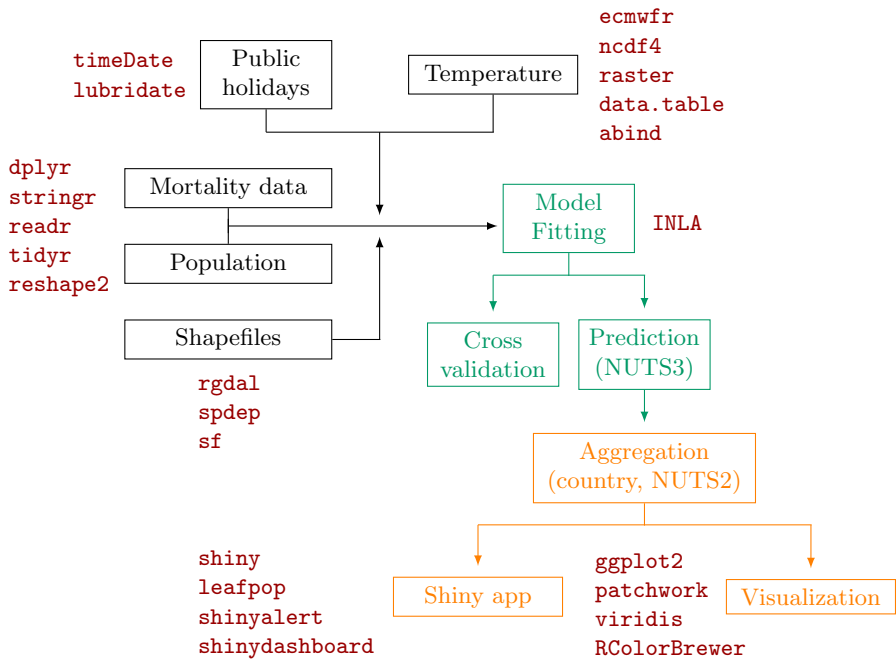 timeDate
lubridate
Public
holidays
Temperature
ecmwfr
ncdf4
raster
data.table
abind
dplyr
stringr
readr
tidyr
reshape2
Mortality data
Population
Shapefiles
rgdal
spdep
sf
Model
Fitting
INLA
Cross
validation
Prediction
(NUTS3)
Aggregation
(country, NUTS2)
shiny
leafpop
shinyalert
shinydashboard
Shiny app
ggplot2
patchwork
viridis
RColorBrewer
Visualization